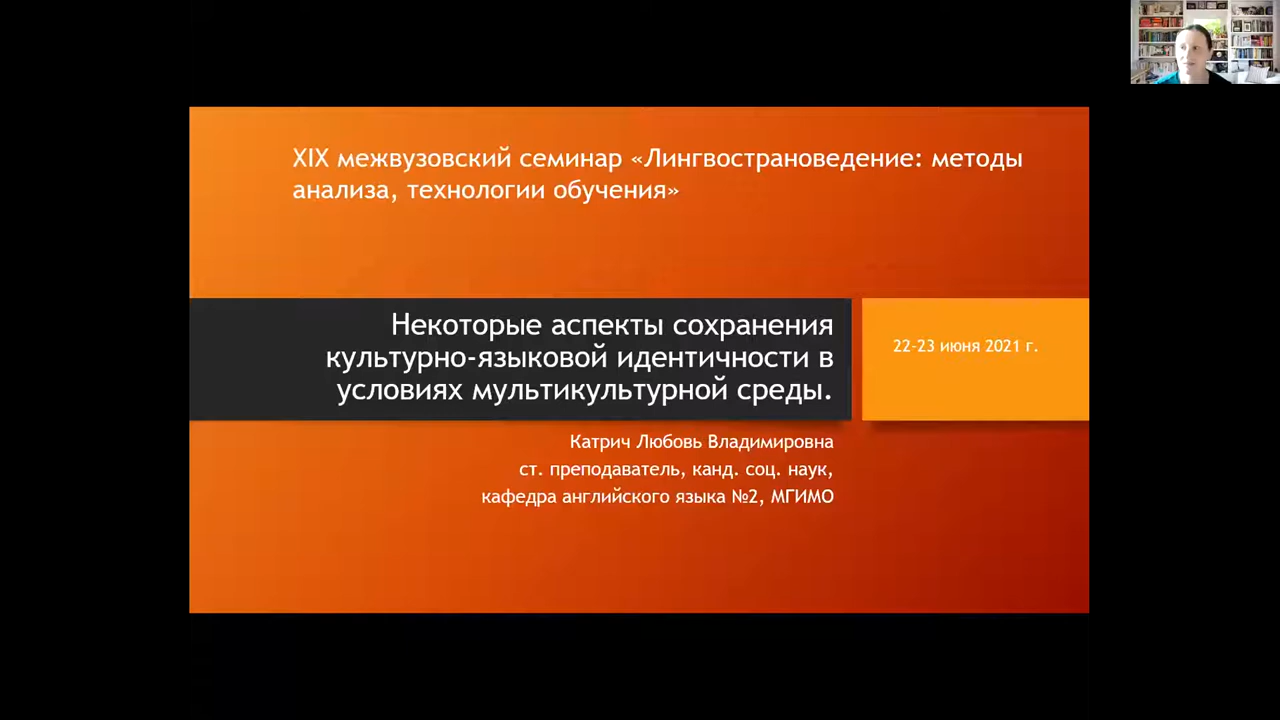 XIX межвузовский семинар «Лингвострановедение: методы
анализа, технологии обучения»
Некоторые аспекты сохранения
культурно-языковой идентичности в
условиях мультикультурной среды.
22-23 июня 2021 г.
Катрич Любовь Владимировна
ст. преподаватель, канд. соц. наук,
кафедра английского языка №2, МГИМО